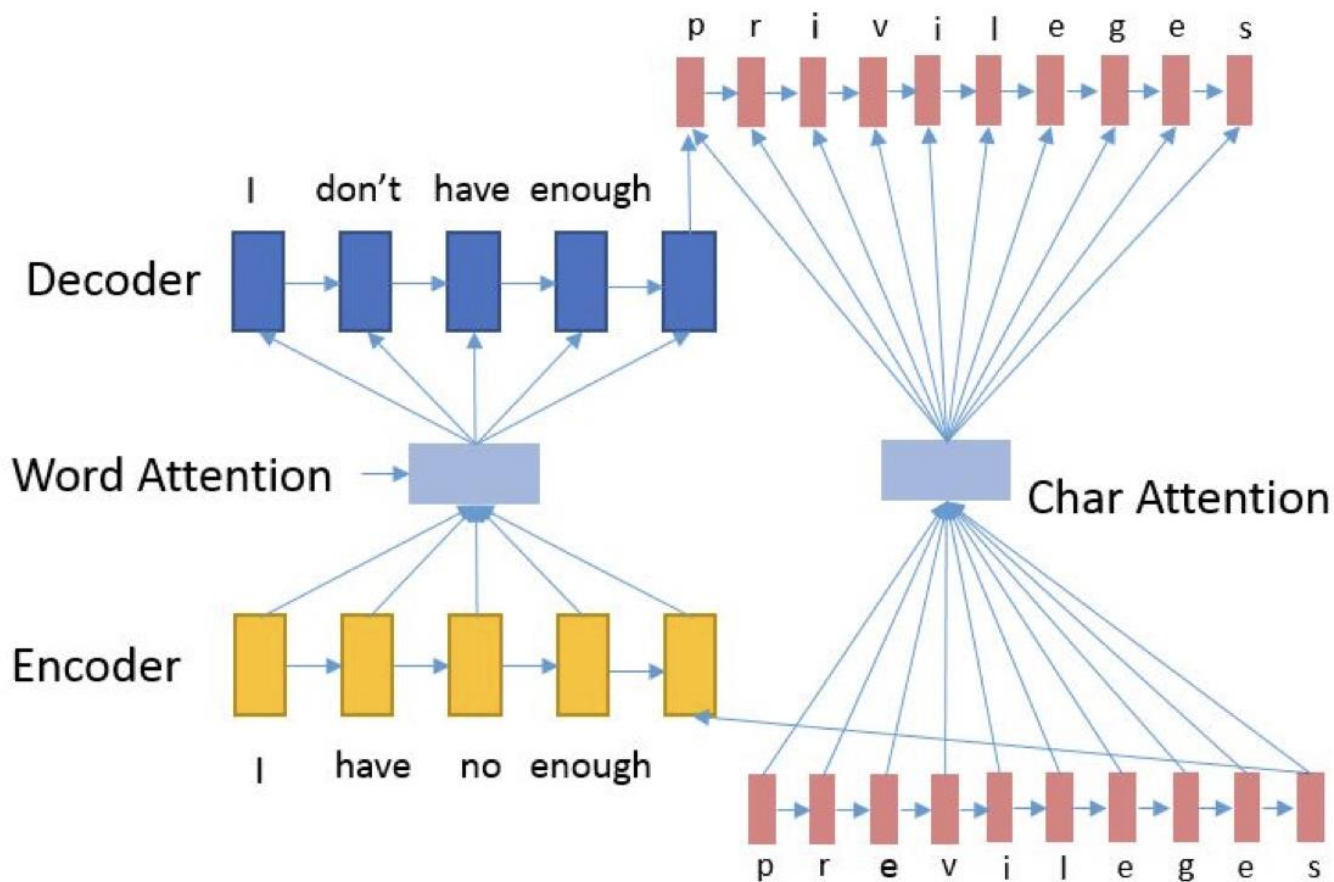 p r i v i l e g e s
I don't have enough
Decoder
Word Attention
Char Attention
Encoder
I have no enough
p r e v i l e g e s